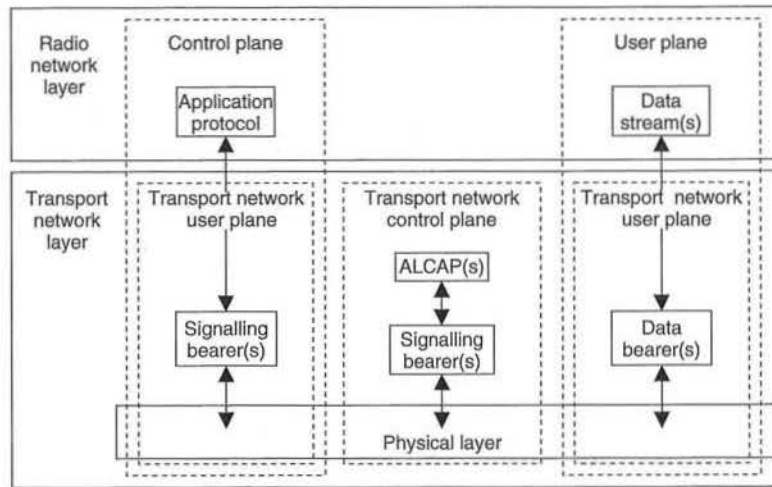 Radio
network
layer
Control plane
User plane
Application
protocol
Data
stream(s)
Transport
network
layer
Transport network
user plane
Transport network
control plane
Transport network
user plane
ALCAP(s)
Signalling
bearer(s)
Signalling
bearer(s)
Data
bearer(s)
Physical layer